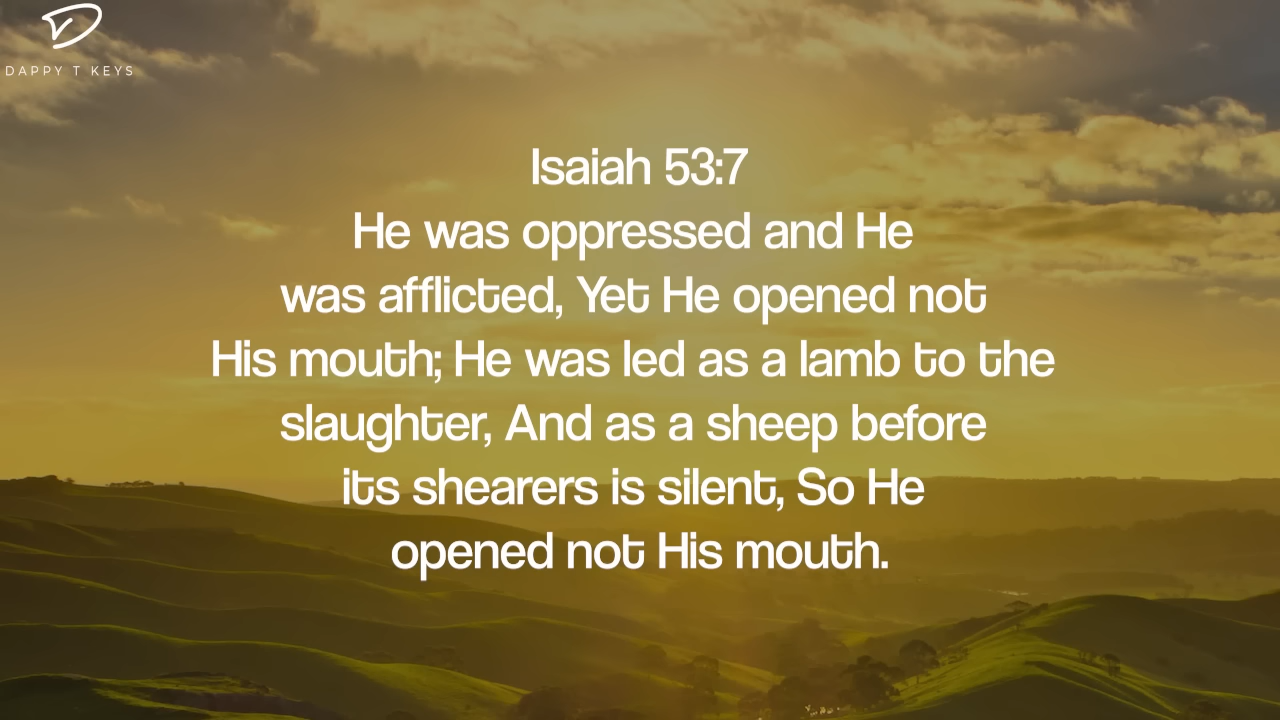 DAPPY T KEYS
Isaiah 53:7
He was oppressed and He
was afflicted, Yet He opened not
His mouth; He was led as a lamb to the
slaughter, And as a sheep before
its shearers is silent, So He
opened not His mouth.